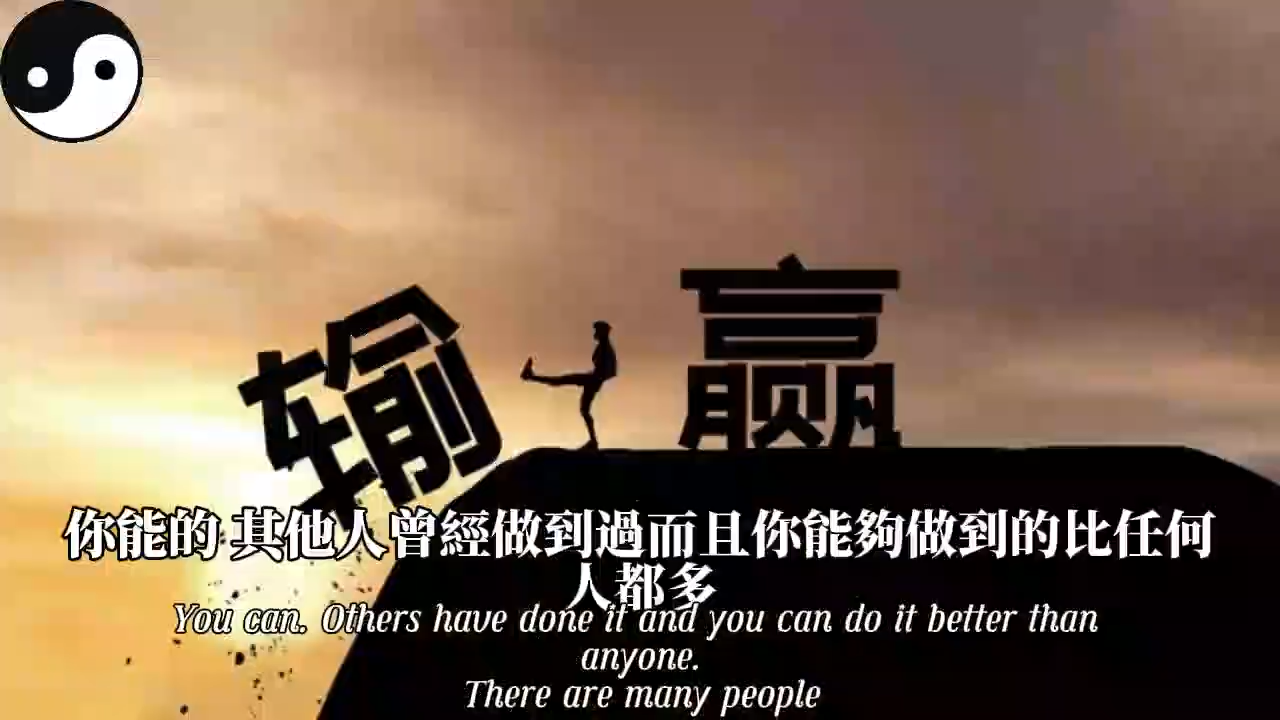 输
赢
你能的 其他人曾經做到過而且你能夠做到的比任何
人都多
You can. Others have done it and you can do it better than
anyone.
There are many people